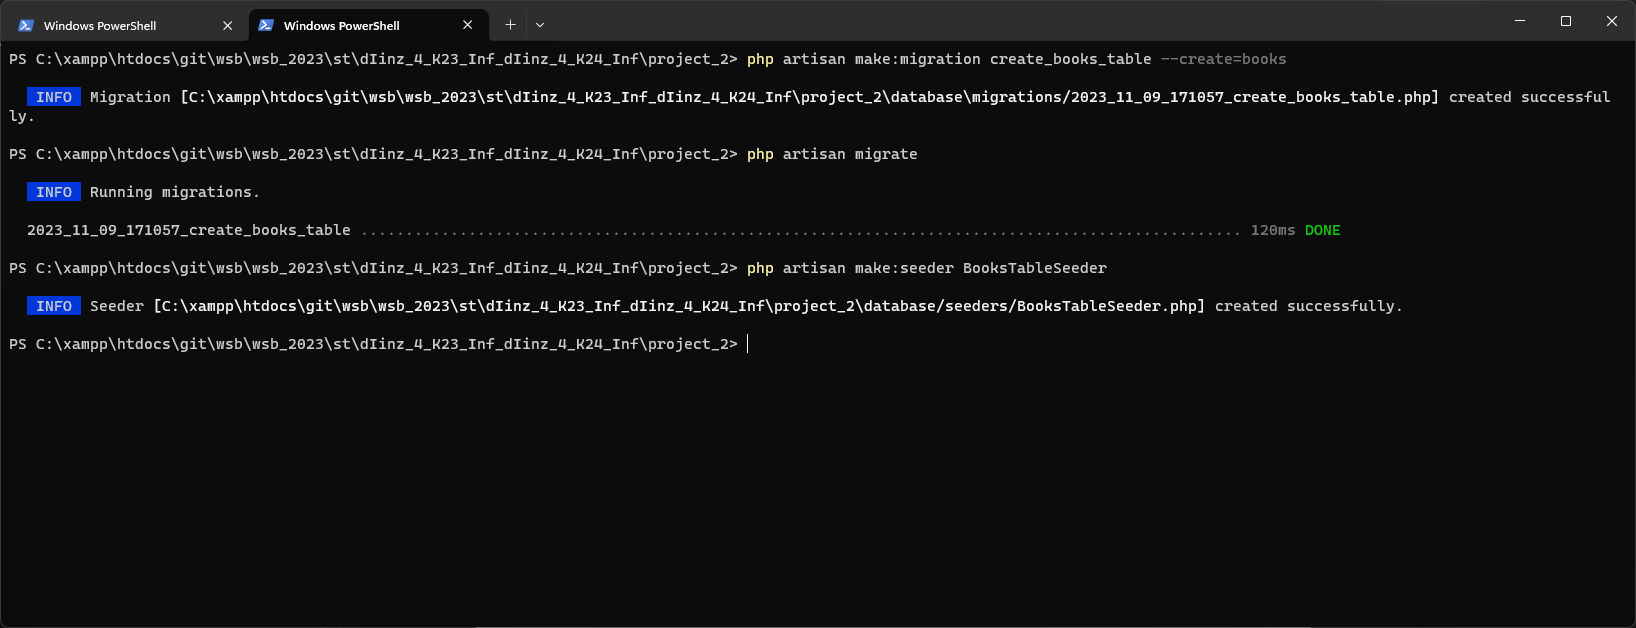 Windows PowerShell
Windows PowerShell
PS C:\xampp\htdocs\git\wsb\wsb_2023\st\dIinz_4_K23_Inf_dIinz_4_K24_Inf\project_2> php artisan make:migration create_books_table --create=books
INFO Migration [C:\xampp\htdocs\git\wsb\wsb_2023\st\dIinz_4_K23_Inf_dIinz_4_K24_Inf\project_2\database\migrations/2023_11_09_171057_create_books_table.php] created successful
ly.
PS C:\xampp\htdocs\git\wsb\wsb_2023\st\dIinz_4_K23_Inf_dIinz_4_K24_Inf\project_2> php artisan migrate
INFO Running migrations.
2023_11_09_171057_create_books_table .................................................................................................. 120ms DONE
PS C:\xampp\htdocs\git\wsb\wsb_2023\st\dIinz_4_K23_Inf_dIinz_4_K24_Inf\project_2> php artisan make:seeder BooksTableSeeder
INFO Seeder [C:\xampp\htdocs\git\wsb\wsb_2023\st\dIinz_4_K23_Inf_dIinz_4_K24_Inf\project_2\database/seeders/BooksTableSeeder.php] created successfully.
PS C:\xampp\htdocs\git\wsb\wsb_2023\st\dIinz_4_K23_Inf_dIinz_4_K24_Inf\project_2>